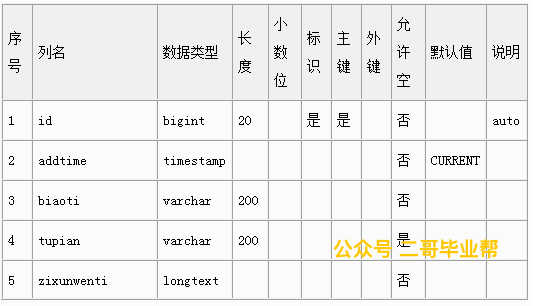 序号 列名 数据类型 长度 小数位 标识 主键 外键 允许空 默认值 说明
1 id bigint 20 是 是 否 auto
2 addtime timestamp 否 CURRENT
3 biaoti varchar 200 否
4 tupian varchar 200 是
公众号 二哥毕业帮
5 zixunwenti longtext 否